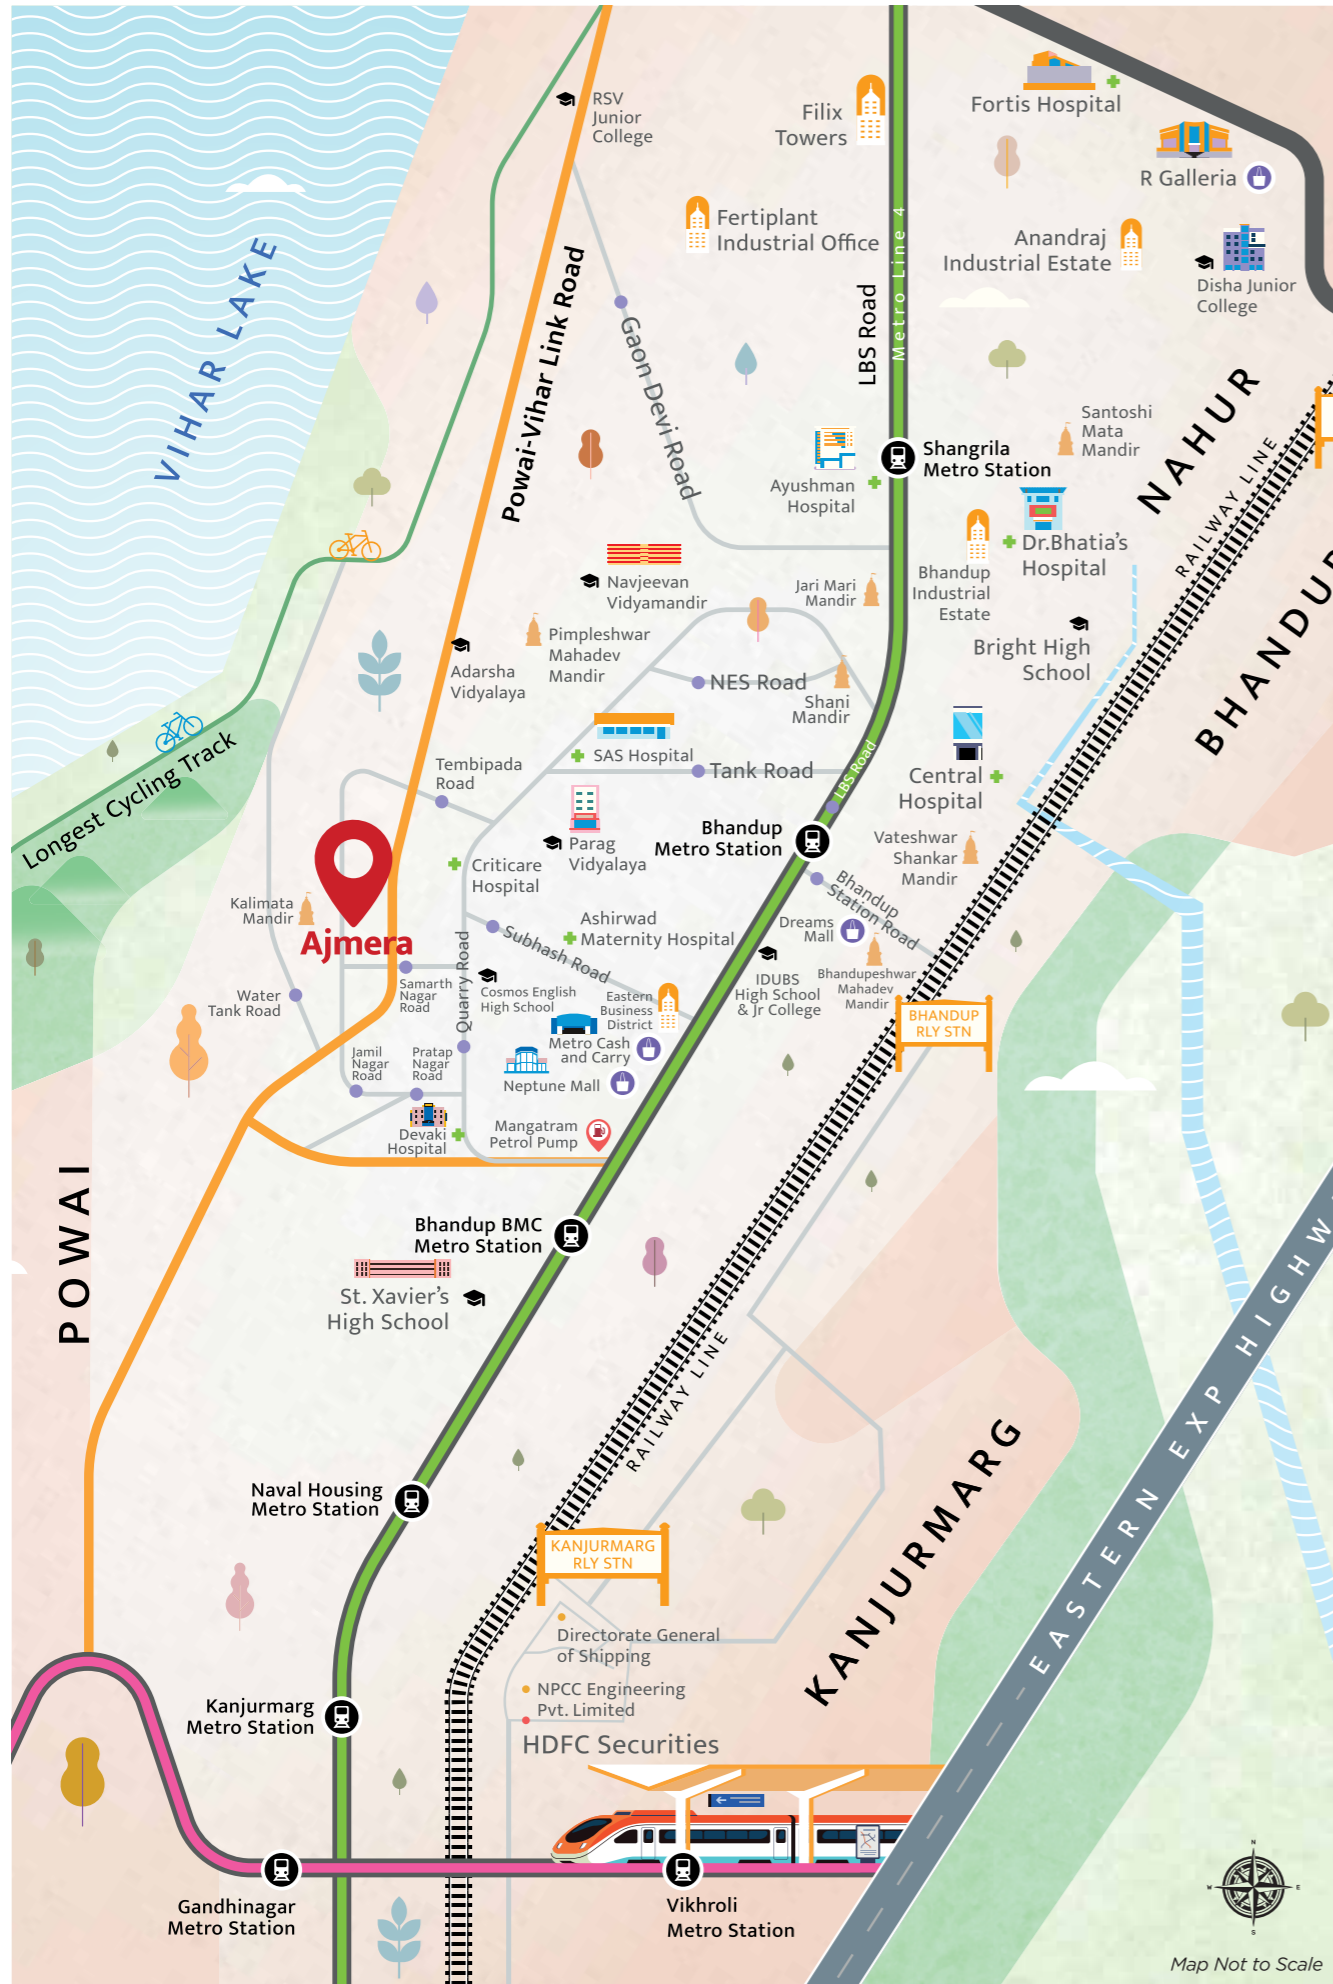 RSV
Junior
College
Filix
Towers
Fortis Hospital
R Galleria
Fertiplant
Industrial Office
Anandraj
Industrial Estate
Disha Junior
College
VIHAR LAKE
Powai-Vihar Link Road
Gaon Devi Road
LBS Road
Metro Line 4
NAHUR
Santoshi
Mata
Mandir
Shangrila
Metro Station
Ayushman
Hospital
RAILWAY LINE
Dr.Bhatia's
Hospital
Bhandup
Industrial
Estate
Navjeevan
Vidyamandir
Jari Mari
Mandir
Pimpleshwar
Mahadev
Mandir
Adarsha
Vidyalaya
Bright High
School
NES Road
Shani
Mandir
SAS Hospital
Tank Road
LBS Road
Central
Hospital
Tembipada
Road
Longest Cycling Track
Bhandup
Metro Station
Parag
Vidyalaya
Criticare
Hospital
Vateshwar
Shankar
Mandir
Bhandup
Station Road
Kalimata
Mandir
Ajmera
Ashirwad
Maternity Hospital
Subhash Road
Dreams
Mall
Bhandupeshwar
Mahadev
Mandir
IDUBS
High School
& Jr College
Quarry Road
Cosmos English
High School
Samarth
Nagar
Road
Water
Tank Road
Eastern
Business
District
Metro Cash
and Carry
Neptune Mall
BHANDUP
RLY STN
Jamil
Nagar
Road
Pratap
Nagar
Road
Devaki
Hospital
Mangatram
Petrol Pump
POWAI
Bhandup BMC
Metro Station
St. Xavier's
High School
RAILWAY LINE
Naval Housing
Metro Station
KANJURMARG
RLY STN
KANJURMARG
EASTERN EXP
Directorate General
of Shipping
NPCC Engineering
Pvt. Limited
HDFC Securities
Kanjurmarg
Metro Station
Gandhinagar
Metro Station
Vikhroli
Metro Station
N
W
E
S
Map Not to Scale